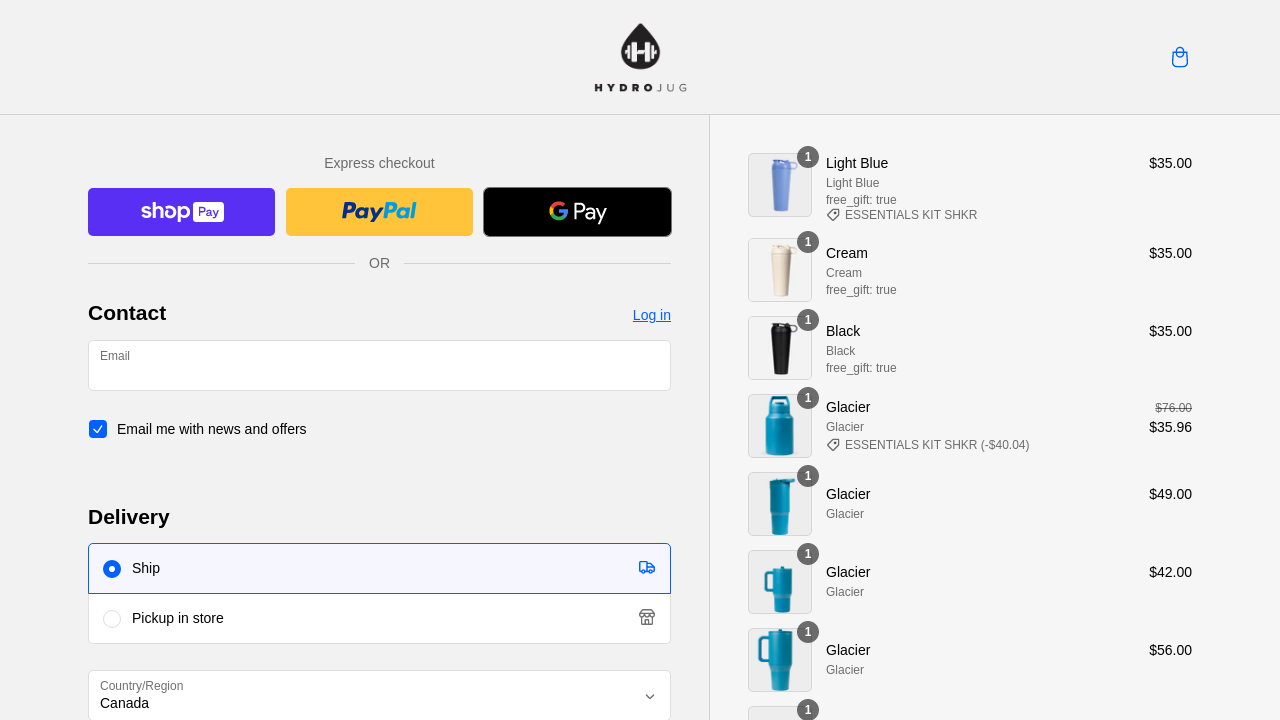 HYDROJUG
Express checkout
shop Pay
PayPal
G Pay
OR
Contact
Log in
Email
Email me with news and offers
Delivery
Ship
Pickup in store
Country/Region
Canada
1
Light Blue
$35.00
Light Blue
free_gift: true
ESSENTIALS KIT SHKR
1
Cream
$35.00
Cream
free_gift: true
1
Black
$35.00
Black
free_gift: true
1
Glacier
$76.00
Glacier
$35.96
ESSENTIALS KIT SHKR (-$40.04)
1
Glacier
$49.00
Glacier
1
Glacier
$42.00
Glacier
1
Glacier
$56.00
Glacier
1